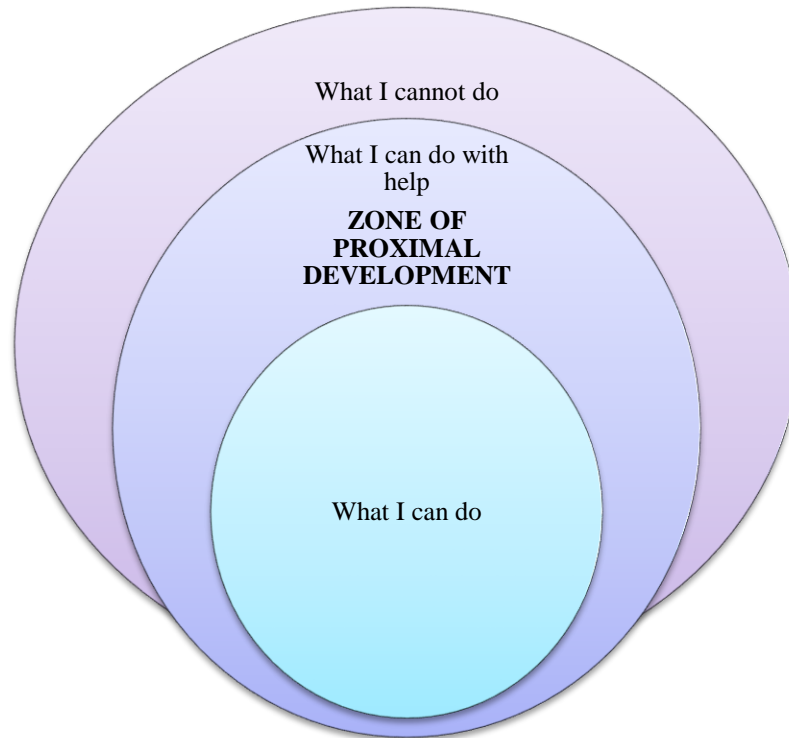 What I cannot do
What I can do with
help
ZONE OF
PROXIMAL
DEVELOPMENT
What I can do